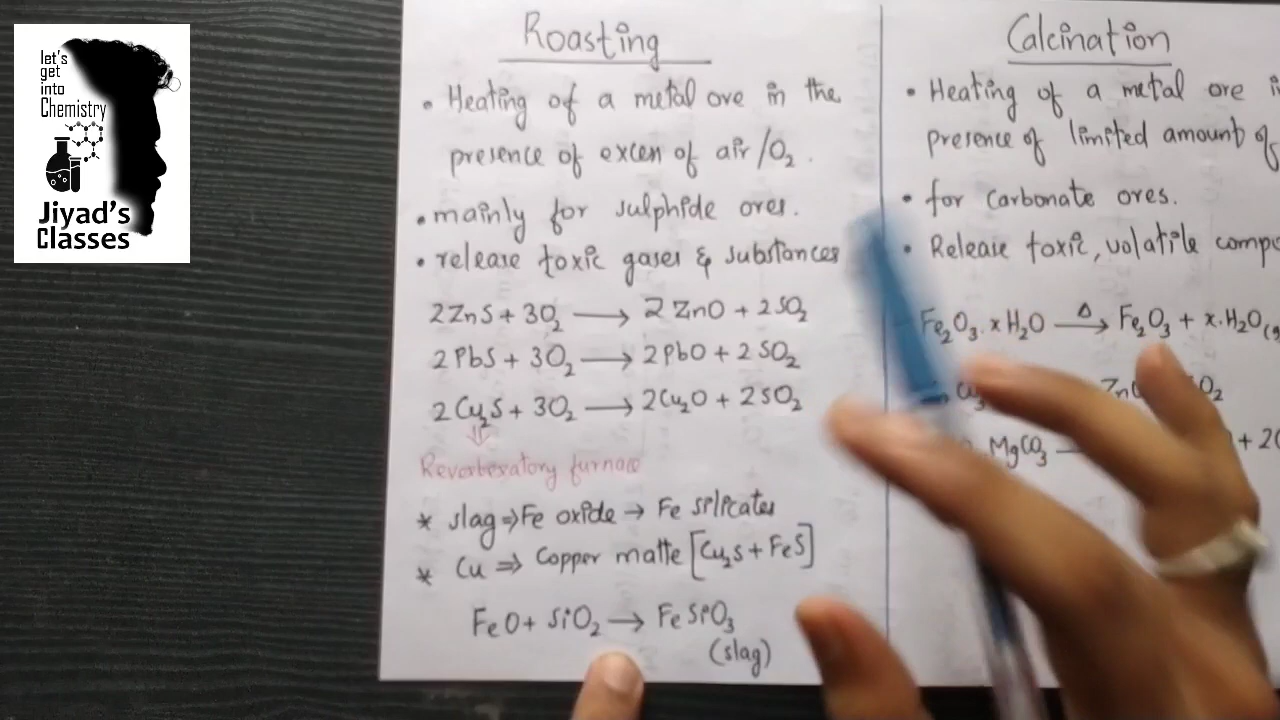 let's
get
into
Chemistry
Jiyad's
Classes
Roasting
• Heating of a metal ore in the
presence of excen of air/O₂.
• mainly for sulphide ores.
• release toxic gases & substances
2ZnS + 3O₂ ⟶ 2ZnO + 2SO₂
2PbS + 3O₂ ⟶ 2PbO + 2SO₂
2Cu₂S + 3O₂ ⟶ 2Cu₂O + 2SO₂
⇓
Reverberatory furnace
* slag ⇒ Fe oxide → Fe silicates
* Cu ⇒ Copper matte [Cu₂S + FeS]
FeO + SiO₂ ⟶ FeSiO₃
(slag)
Calcination
• Heating of a metal ore
presence of limited amount of
• for Carbonate ores.
• Release toxic, volatile
Fe₂O₃.xH₂O —Δ→ Fe₂O₃ + x.H₂O
MgCO₃